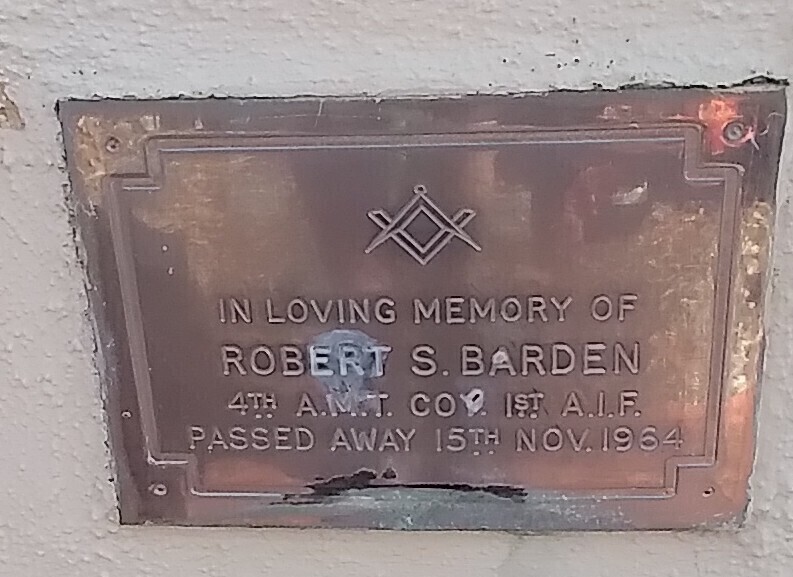 IN LOVING MEMORY OF
ROBERT S. BARDEN
4TH A.M.T. COY. 1ST A.I.F.
PASSED AWAY 15TH NOV. 1964